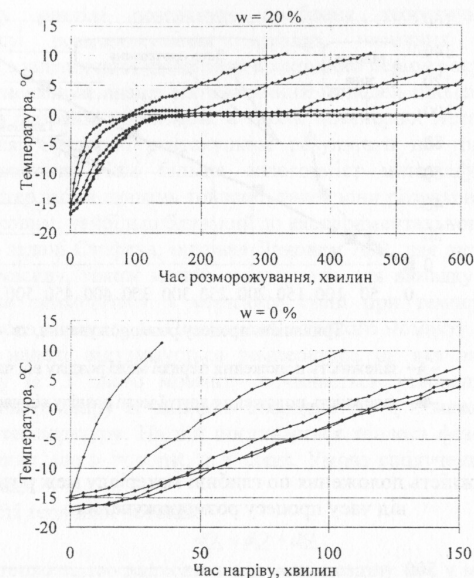 w = 20 %
Температура, °С
15
10
5
0
-5
-10
-15
-20
0 100 200 300 400 500 600
Час розморожування, хвилин
w = 0 %
Температура, °С
15
10
5
0
-5
-10
-15
-20
0 50 100 150
Час нагріву, хвилин